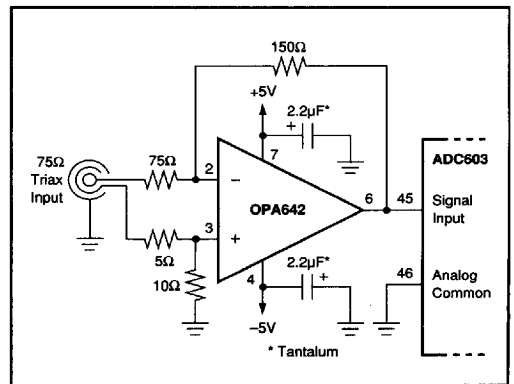 150Ω
+5V
2.2µF*
+
7
75Ω
Triax
Input
75Ω
2
–
ADC603
OPA642
6
45
Signal
Input
3
+
5Ω
10Ω
4
2.2µF*
+
46
Analog
Common
–5V
* Tantalum